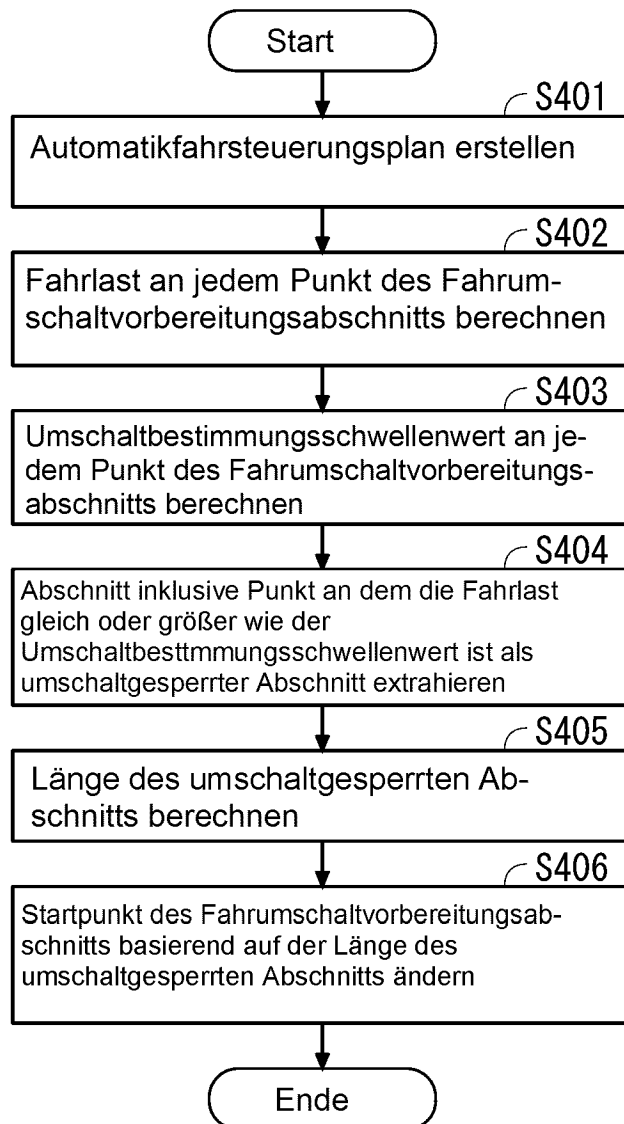 Start
S401
Automatikfahrsteuerungsplan erstellen
S402
Fahrlast an jedem Punkt des Fahrum-
schaltvorbereitungsabschnitts berechnen
S403
Umschaltbestimmungsschwellenwert an je-
dem Punkt des Fahrumschaltvorbereitungs-
abschnitts berechnen
S404
Abschnitt inklusive Punkt an dem die Fahrlast
gleich oder größer wie der
Umschaltbesttmmungsschwellenwert ist als
umschaltgesperrter Abschnitt extrahieren
S405
Länge des umschaltgesperrten Ab-
schnitts berechnen
S406
Startpunkt des Fahrumschaltvorbereitungsab-
schnitts basierend auf der Länge des
umschaltgesperrten Abschnitts ändern
Ende